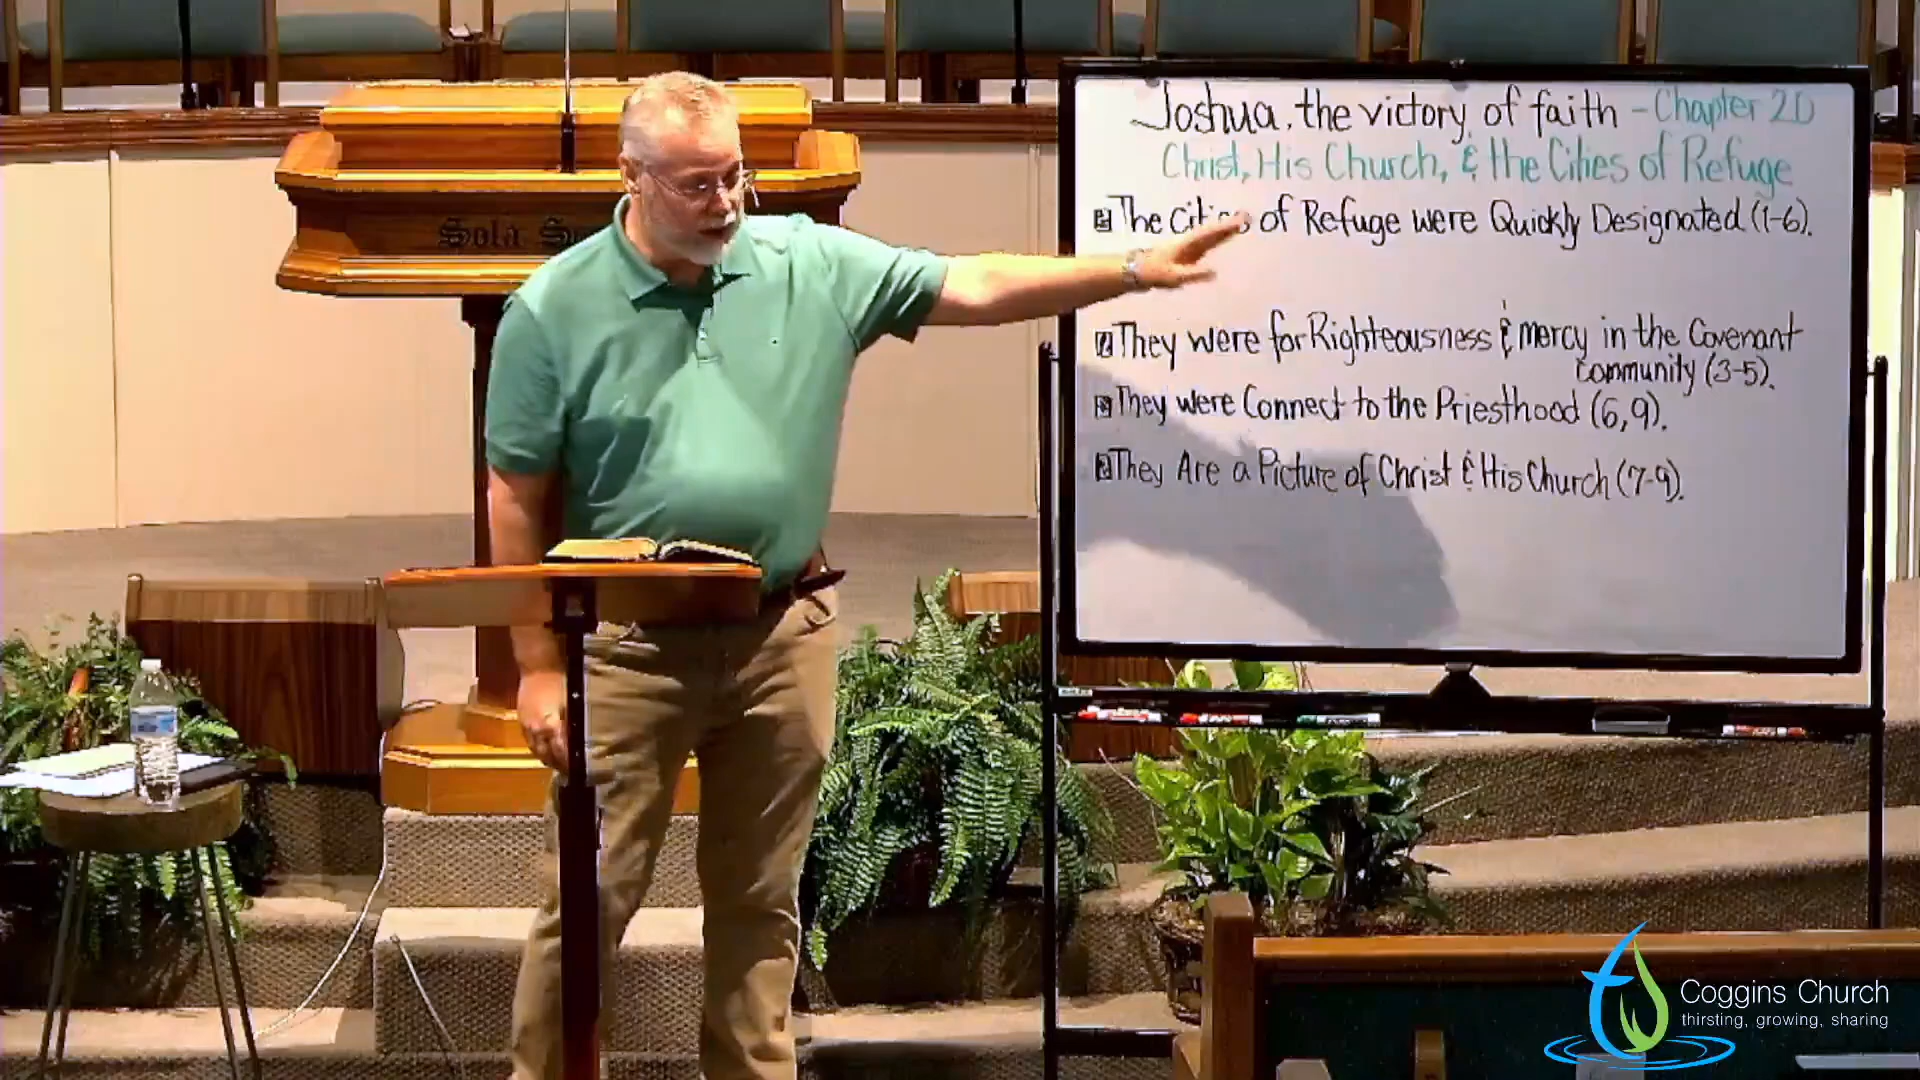 Joshua, the victory of faith - Chapter 20
Christ, His Church, & the Cities of Refuge
The Cities of Refuge were Quickly Designated (1-6).
They were for Righteousness & mercy in the Covenant
Community (3-5).
They were Connect to the Priesthood (6,9).
They Are a Picture of Christ & His Church (7-9).
Sola
Coggins Church
thirsting, growing, sharing